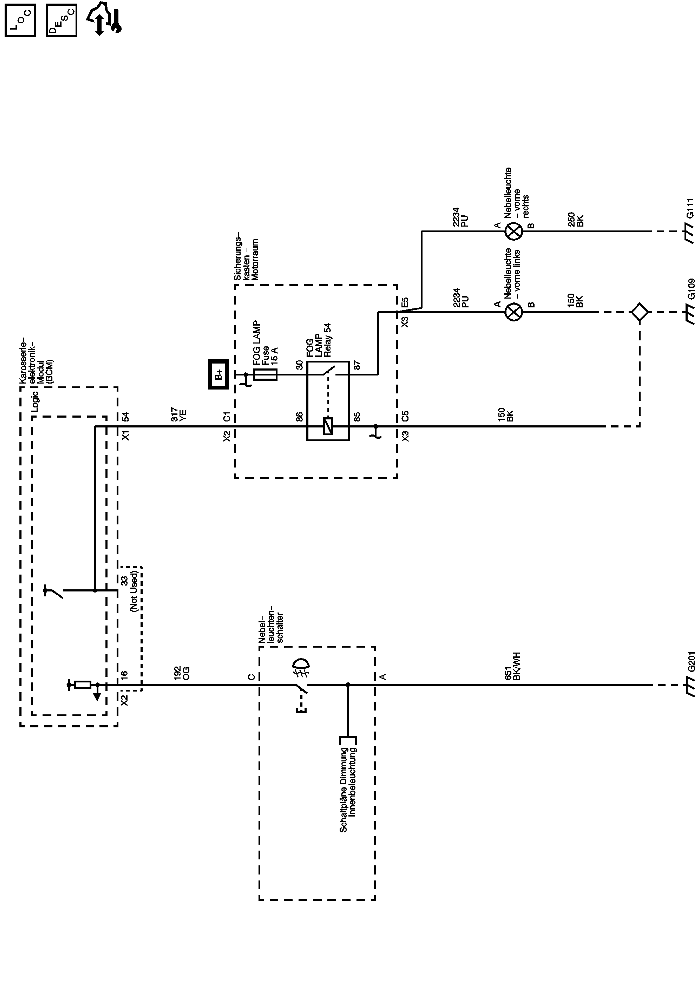 LOC
DESC
Karosserie–
elektronik–
Modul
(BCM)
Logic
X1 54
33
(Not Used)
X2 16
317
YE
192
OG
Sicherungs–
kasten –
Motorraum
B+
FOG LAMP
Fuse
15 A
FOG
LAMP
Relay 54
30
87
86
85
X2 C1
X3 E5
X3 C5
2234
PU
A
Nebelleuchte
– vorne
rechts
B
250
BK
G111
2234
PU
A
Nebelleuchte
– vorne links
B
150
BK
G109
150
BK
Nebel–
leuchten–
schalter
C
A
Schaltpläne Dimmung
Innenbeleuchtung
651
BK-WH
G201